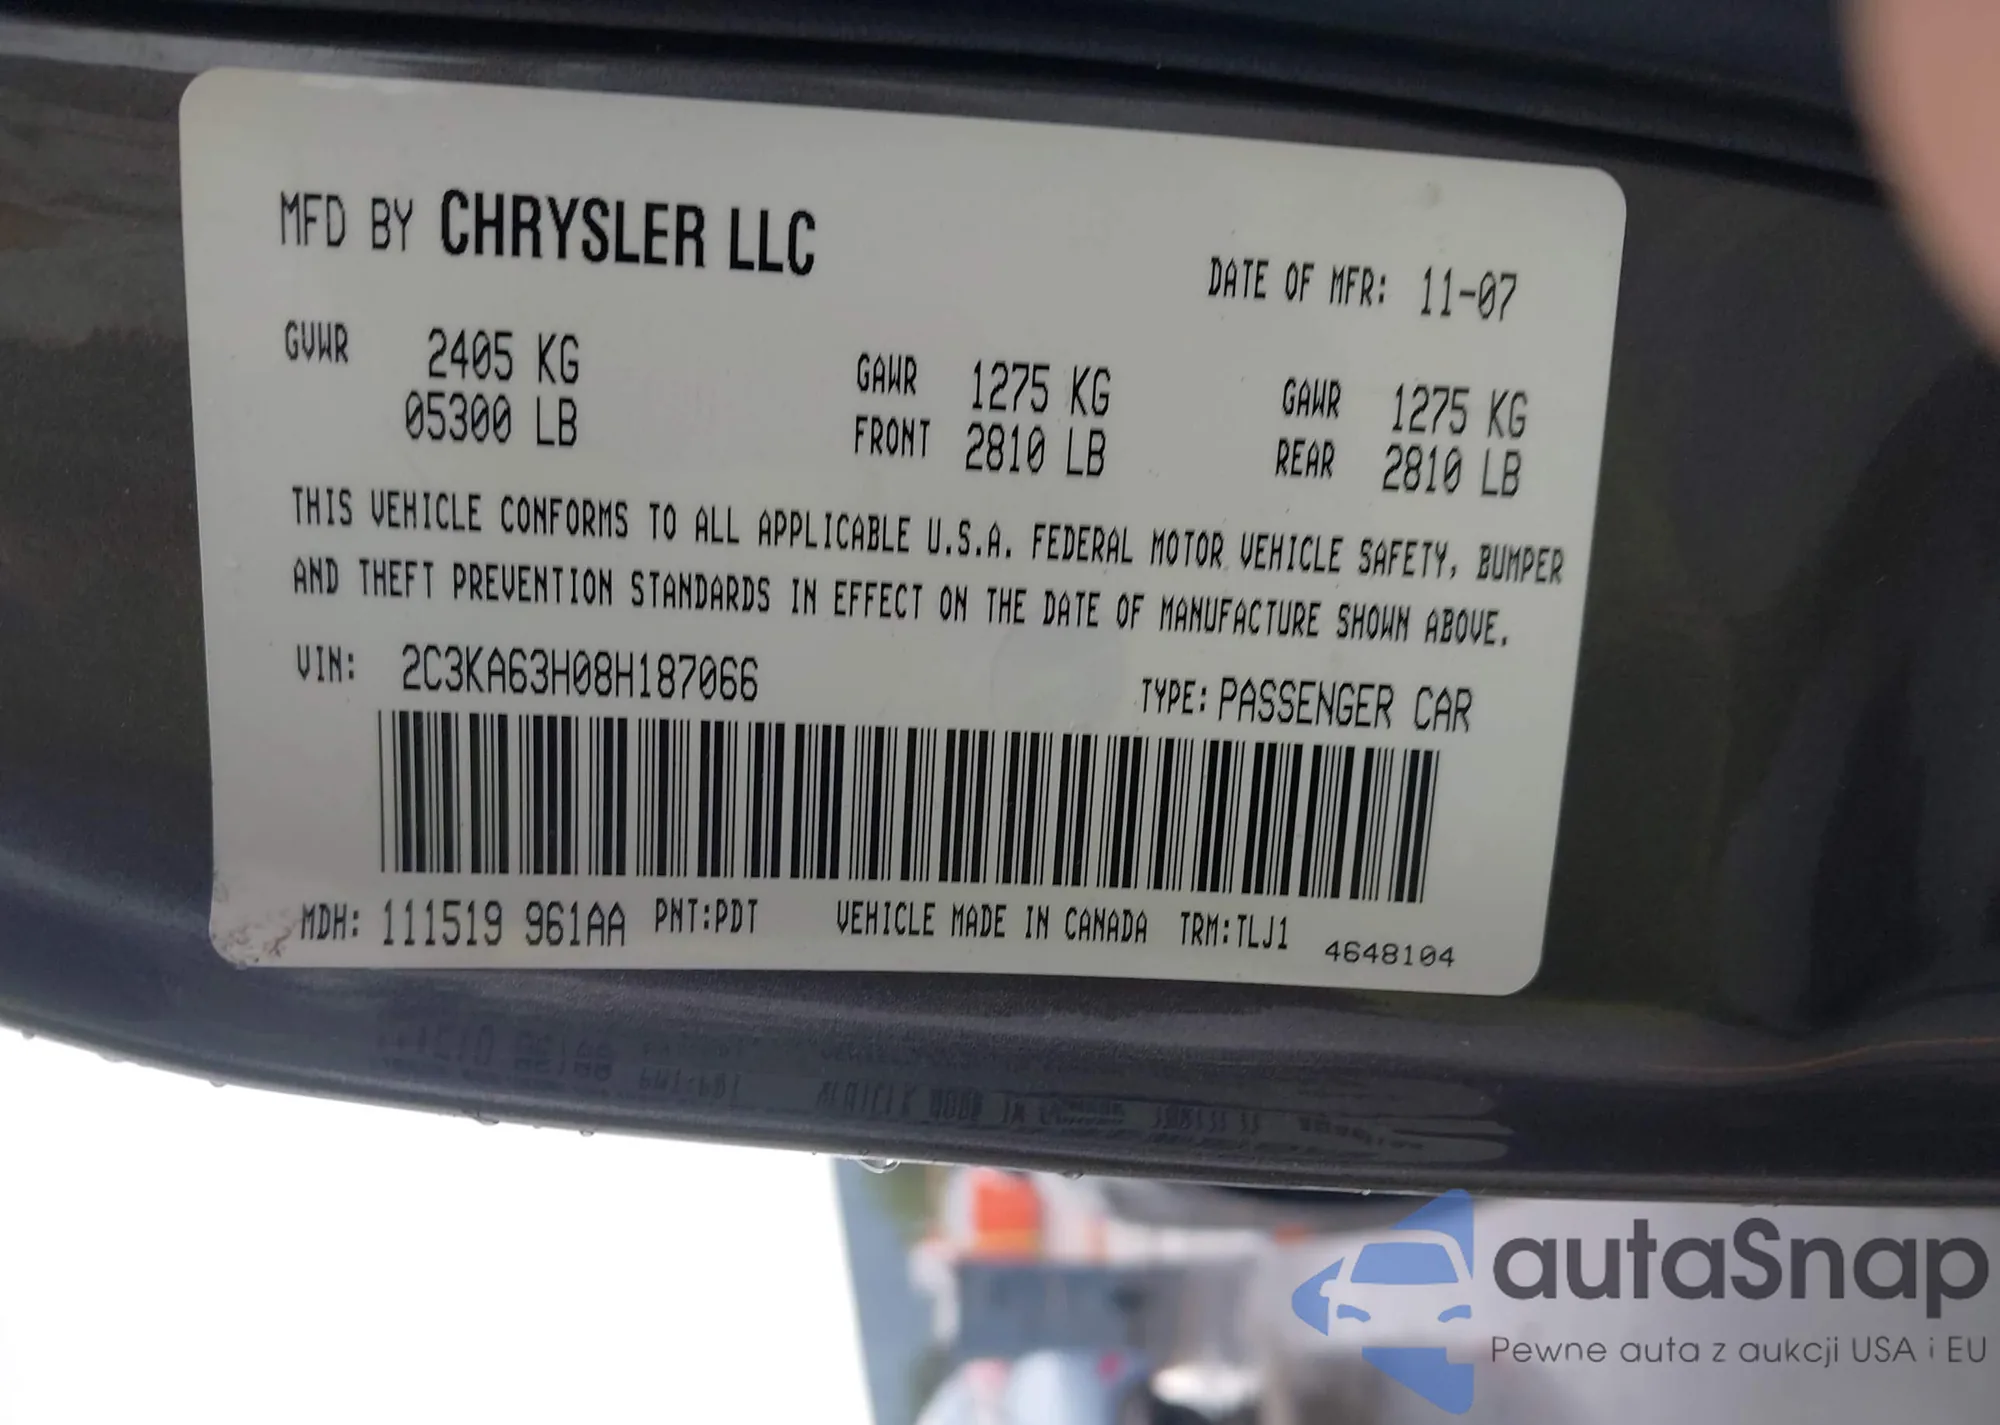 MFD BY CHRYSLER LLC
DATE OF MFR: 11-07
GVWR 2405 KG
05300 LB
GAWR 1275 KG
FRONT 2810 LB
GAWR 1275 KG
REAR 2810 LB
THIS VEHICLE CONFORMS TO ALL APPLICABLE U.S.A. FEDERAL MOTOR VEHICLE SAFETY, BUMPER
AND THEFT PREVENTION STANDARDS IN EFFECT ON THE DATE OF MANUFACTURE SHOWN ABOVE.
VIN: 2C3KA63H08H187066
TYPE: PASSENGER CAR
MDH: 111519 961AA PNT:PDT VEHICLE MADE IN CANADA TRM:TLJ1 4648104
autaSnap
Pewne auta z aukcji USA i EU